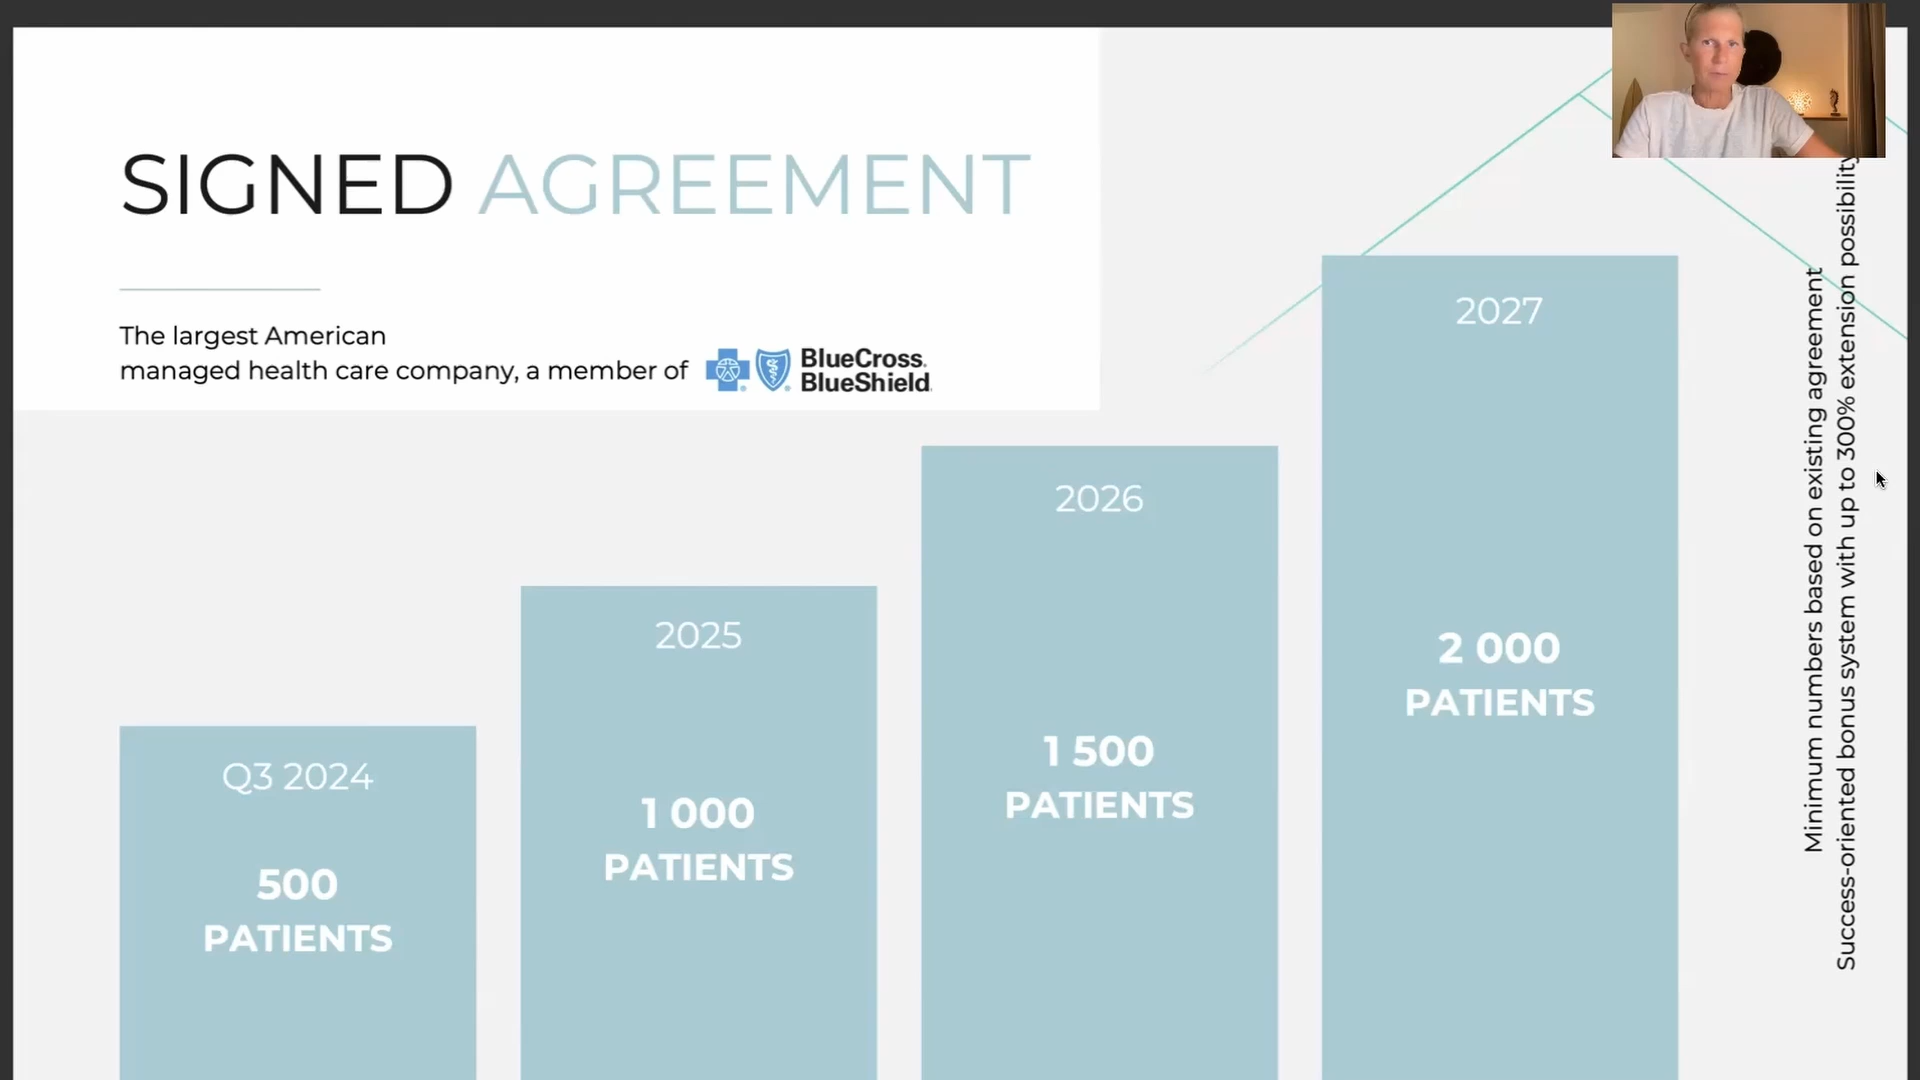 SIGNED AGREEMENT
The largest American
managed health care company, a member of
BlueCross
BlueShield
Q3 2024
500
PATIENTS
2025
1 000
PATIENTS
2026
1 500
PATIENTS
2027
2 000
PATIENTS
Minimum numbers based on existing agreement
Success-oriented bonus system with up to 300% extension possibility